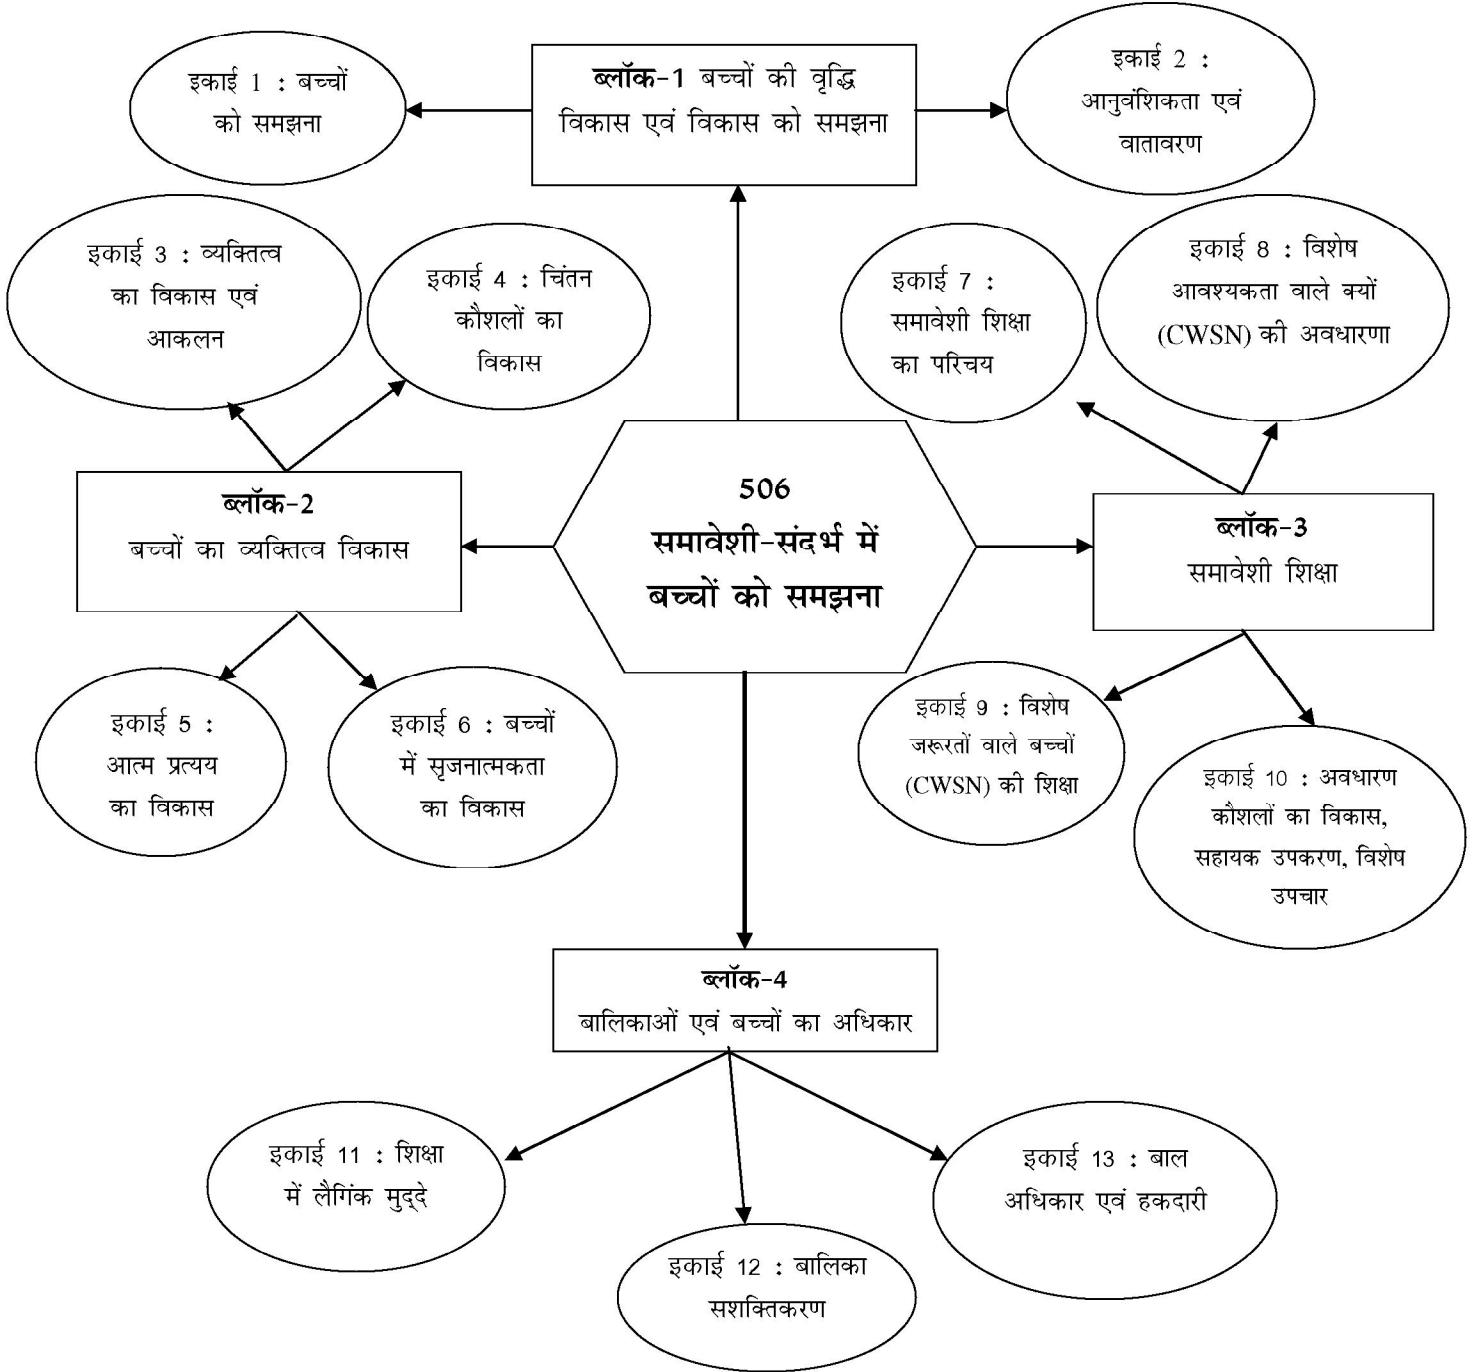 इकाई 1 : बच्चों
को समझना
ब्लॉक-1 बच्चों की वृद्धि
विकास एवं विकास को समझना
इकाई 2 :
आनुवंशिकता एवं
वातावरण
इकाई 3 : व्यक्तित्व
का विकास एवं
आकलन
इकाई 4 : चिंतन
कौशलों का
विकास
इकाई 7 :
समावेशी शिक्षा
का परिचय
इकाई 8 : विशेष
आवश्यकता वाले क्यों
(CWSN) की अवधारणा
ब्लॉक-2
बच्चों का व्यक्तित्व विकास
506
समावेशी-संदर्भ में
बच्चों को समझना
ब्लॉक-3
समावेशी शिक्षा
इकाई 5 :
आत्म प्रत्यय
का विकास
इकाई 6 : बच्चों
में सृजनात्मकता
का विकास
इकाई 9 : विशेष
जरूरतों वाले बच्चों
(CWSN) की शिक्षा
इकाई 10 : अवधारण
कौशलों का विकास,
सहायक उपकरण, विशेष
उपचार
ब्लॉक-4
बालिकाओं एवं बच्चों का अधिकार
इकाई 11 : शिक्षा
में लैगिंक मुद्दे
इकाई 12 : बालिका
सशक्तिकरण
इकाई 13 : बाल
अधिकार एवं हकदारी